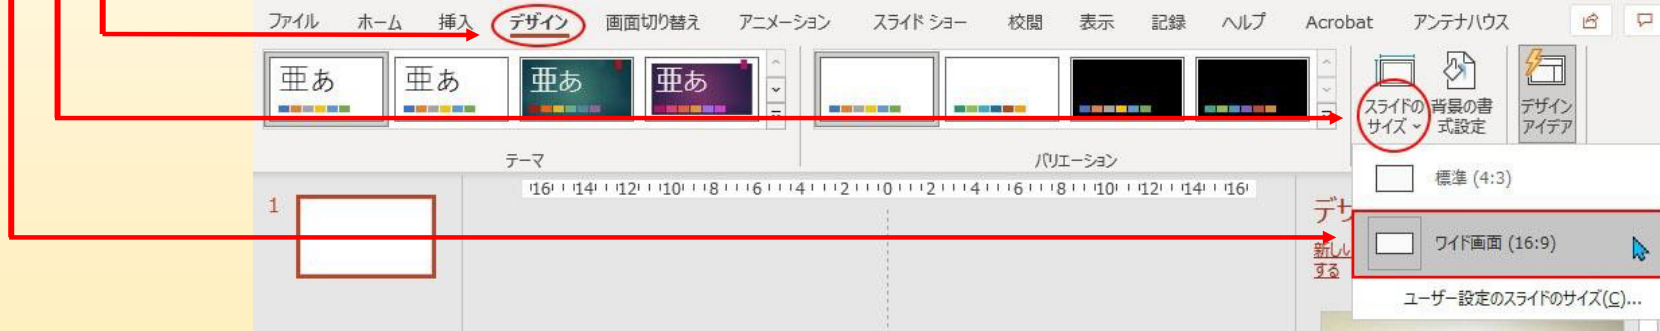 ファイル ホーム 挿入 デザイン 画面切り替え アニメーション スライド ショー 校閲 表示 記録 ヘルプ Acrobat アンテナハウス
亜あ 亜あ 亜あ 亜あ
スライドの
サイズ
背景の書
式設定
デザイン
アイデア
テーマ バリエーション
標準 (4:3)
16 14 12 10 8 6 4 2 0 2 4 6 8 10 12 14 16
1
デザ
ワイド画面 (16:9)
新しい
する
ユーザー設定のスライドのサイズ(C)...